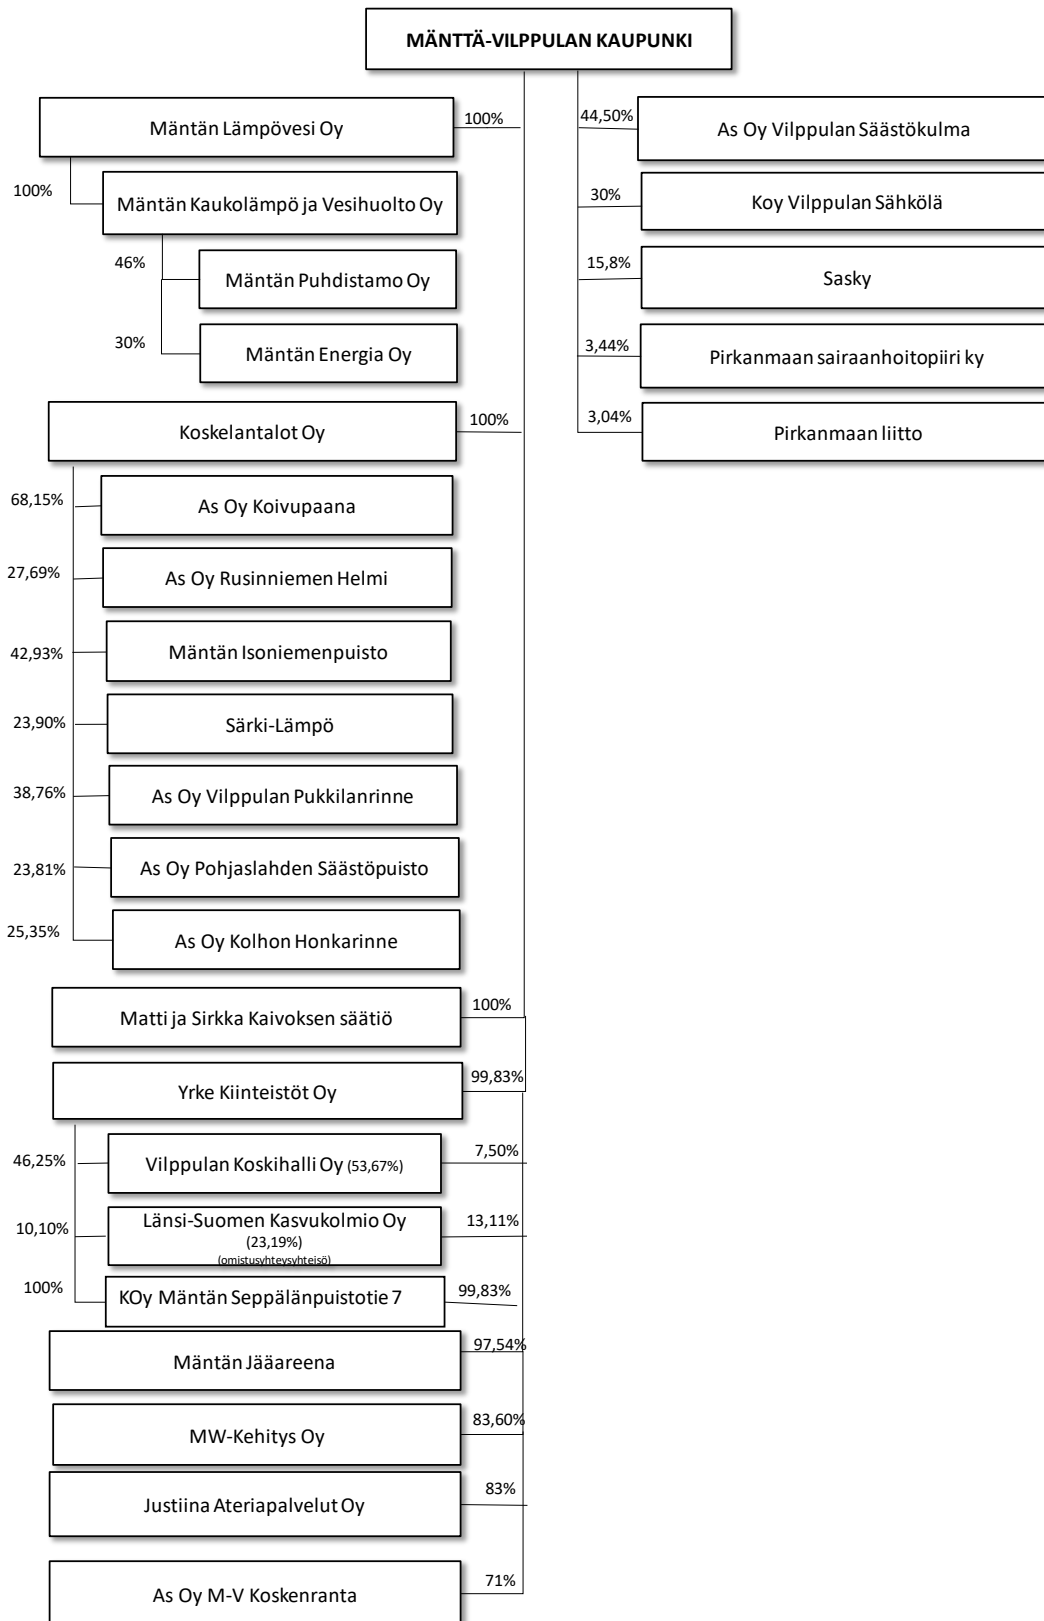 MÄNTTÄ-VILPPULAN KAUPUNKI
Mäntän Lämpövesi Oy
100%
100%
Mäntän Kaukolämpö ja Vesihuolto Oy
46%
Mäntän Puhdistamo Oy
30%
Mäntän Energia Oy
Koskelantalot Oy
100%
68,15%
As Oy Koivupaana
27,69%
As Oy Rusinniemen Helmi
42,93%
Mäntän Isoniemenpuisto
23,90%
Särki-Lämpö
38,76%
As Oy Vilppulan Pukkilanrinne
23,81%
As Oy Pohjaslahden Säästöpuisto
25,35%
As Oy Kolhon Honkarinne
Matti ja Sirkka Kaivoksen säätiö
100%
Yrke Kiinteistöt Oy
99,83%
46,25%
Vilppulan Koskihalli Oy (53,67%)
7,50%
10,10%
Länsi-Suomen Kasvukolmio Oy
(23,19%)
(omistusyhteysyhteisö)
13,11%
100%
KOy Mäntän Seppälänpuistotie 7
99,83%
Mäntän Jääareena
97,54%
MW-Kehitys Oy
83,60%
Justiina Ateriapalvelut Oy
83%
As Oy M-V Koskenranta
71%
44,50%
As Oy Vilppulan Säästökulma
30%
Koy Vilppulan Sähkölä
15,8%
Sasky
3,44%
Pirkanmaan sairaanhoitopiiri ky
3,04%
Pirkanmaan liitto